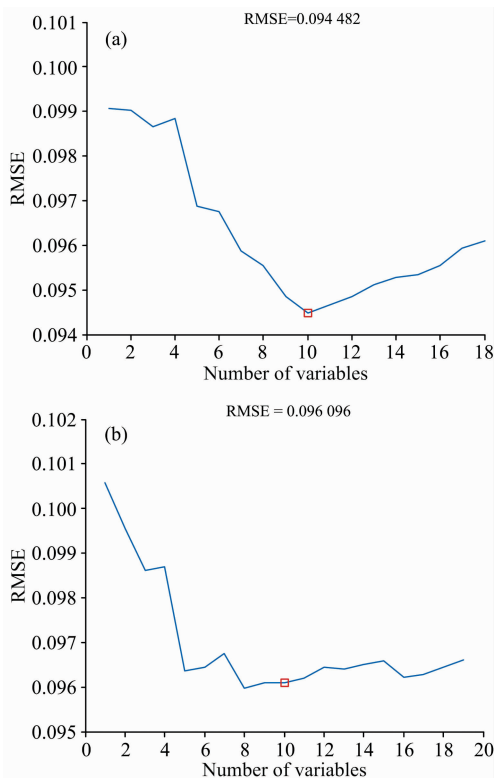 RMSE=0.094 482
(a)
0.101
0.100
0.099
0.098
0.097
0.096
0.095
0.094
RMSE
0 2 4 6 8 10 12 14 16 18
Number of variables
RMSE = 0.096 096
(b)
0.102
0.101
0.100
0.099
0.098
0.097
0.096
0.095
RMSE
0 2 4 6 8 10 12 14 16 18 20
Number of variables